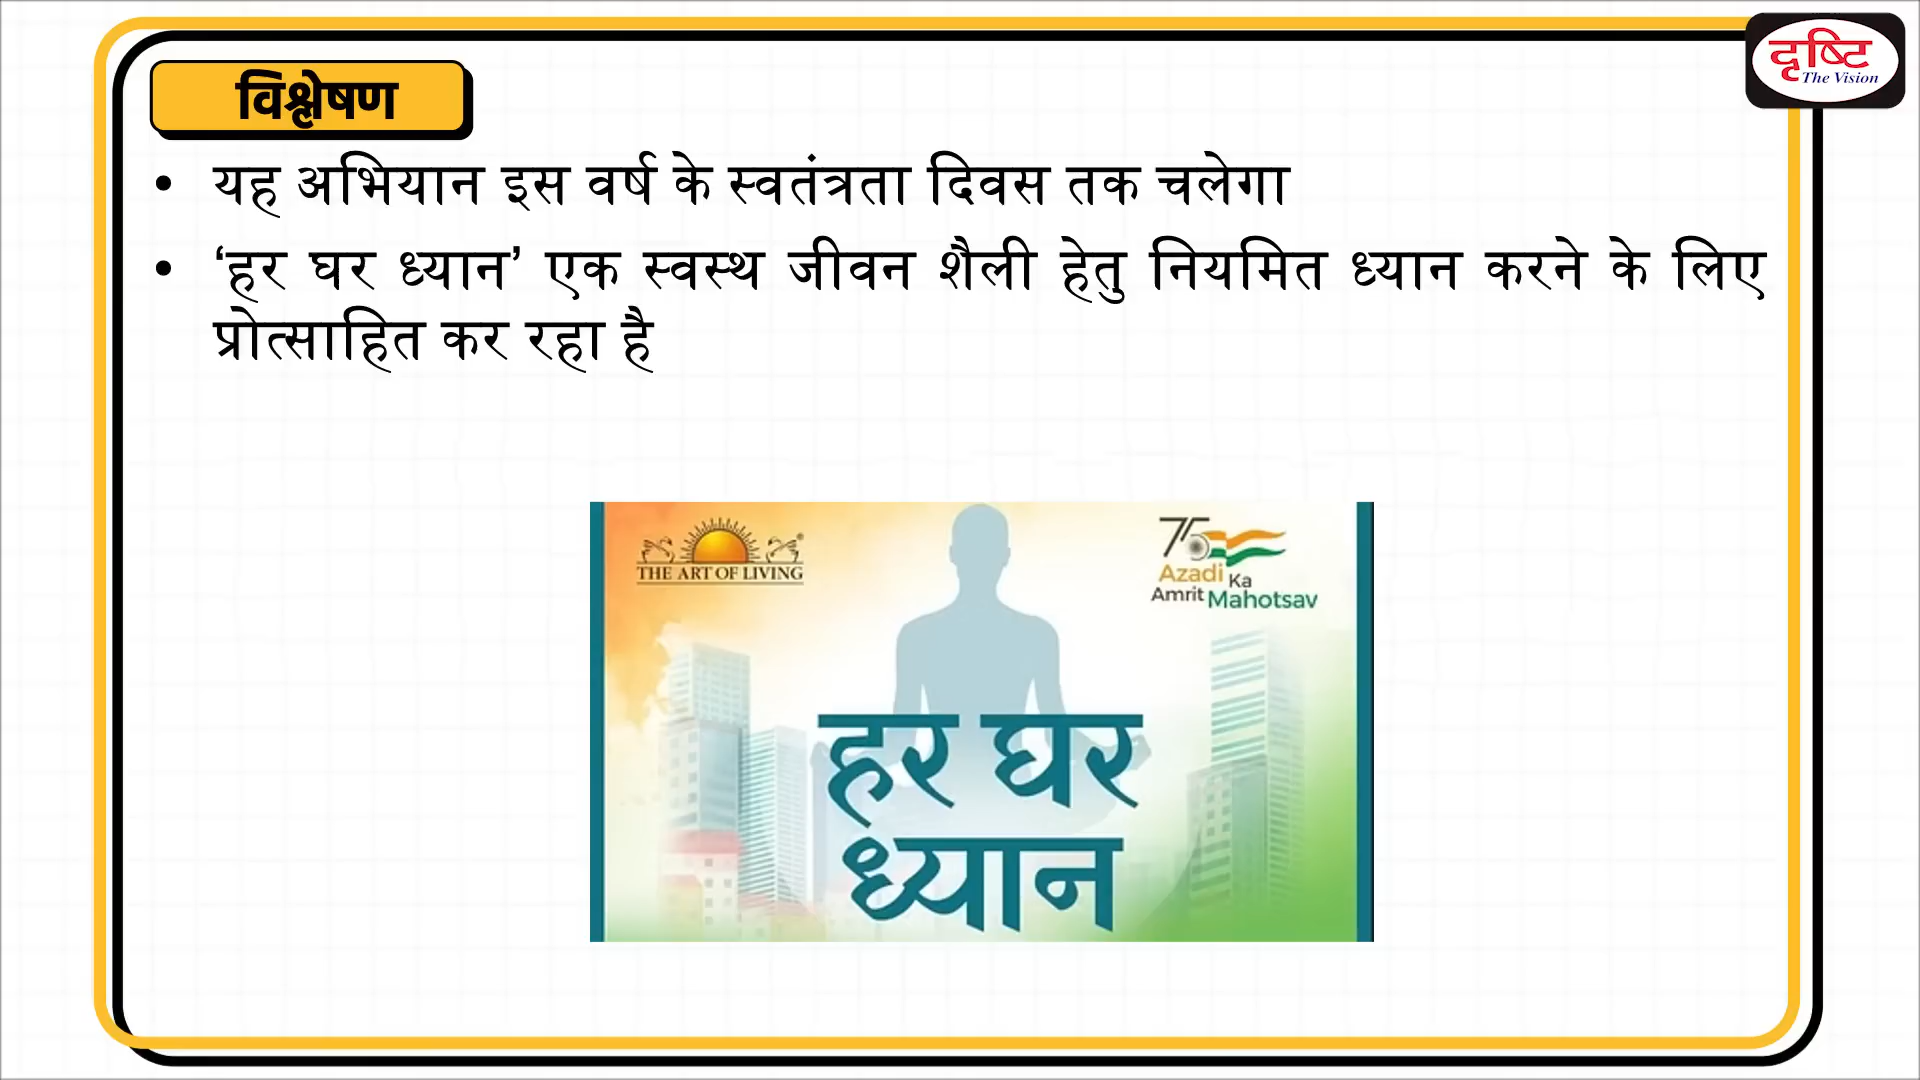 दृष्टि
The Vision
विश्लेषण
• यह अभियान इस वर्ष के स्वतंत्रता दिवस तक चलेगा
• ‘हर घर ध्यान’ एक स्वस्थ जीवन शैली हेतु नियमित ध्यान करने के लिए
प्रोत्साहित कर रहा है
THE ART OF LIVING
75
Azadi Ka
Amrit Mahotsav
हर घर
ध्यान